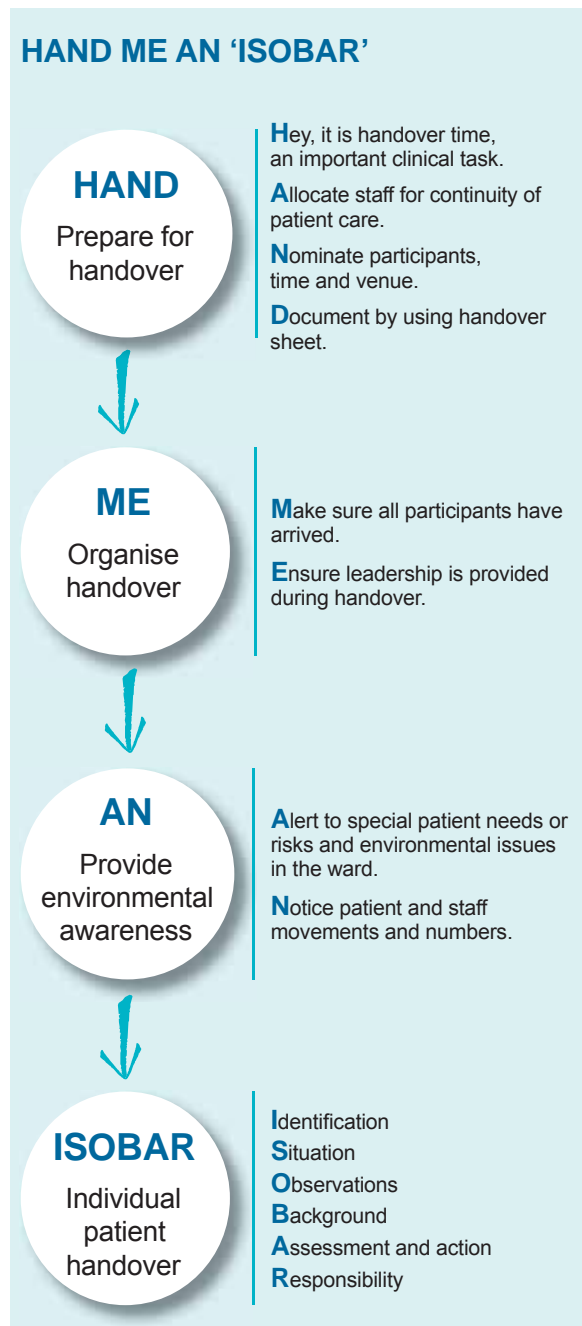 HAND ME AN ‘ISOBAR’
HAND
Prepare for
handover
Hey, it is handover time,
an important clinical task.
Allocate staff for continuity of
patient care.
Nominate participants,
time and venue.
Document by using handover
sheet.
ME
Organise
handover
Make sure all participants have
arrived.
Ensure leadership is provided
during handover.
AN
Provide
environmental
awareness
Alert to special patient needs or
risks and environmental issues
in the ward.
Notice patient and staff
movements and numbers.
ISOBAR
Individual
patient
handover
Identification
Situation
Observations
Background
Assessment and action
Responsibility